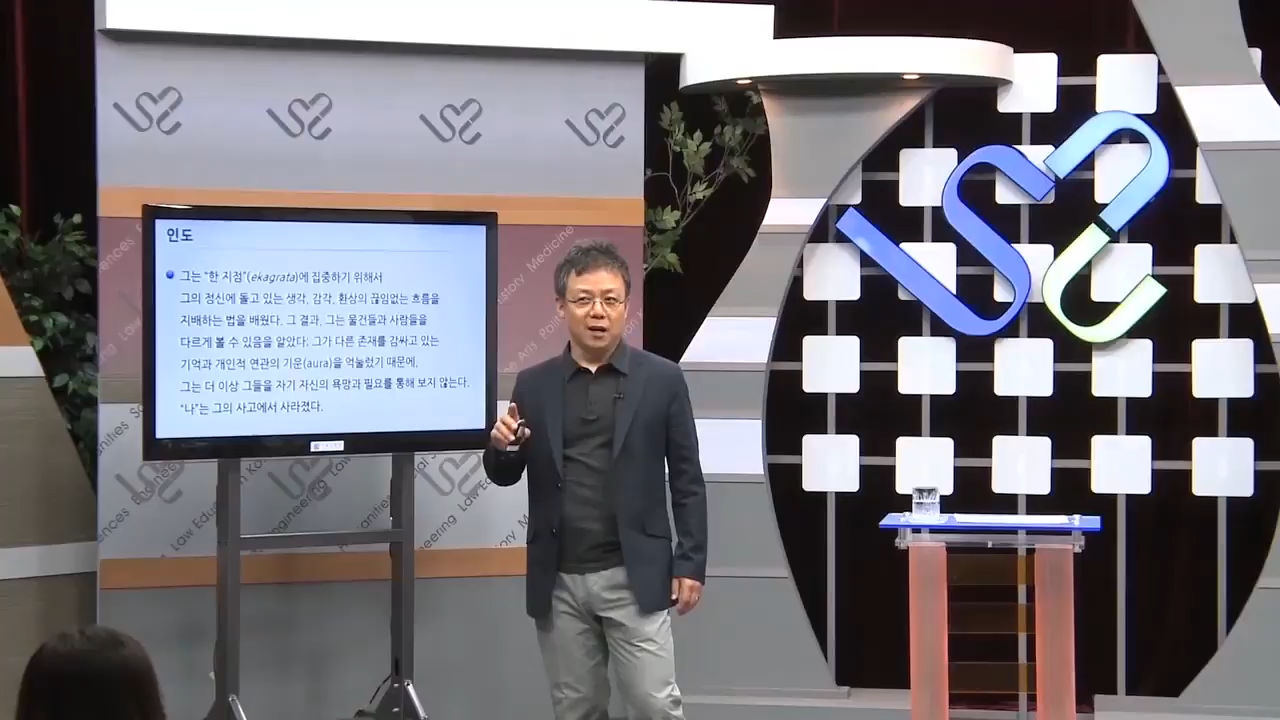 인도
그는 "한 지점"(ekagrata)에 집중하기 위해서
그의 정신에 돌고 있는 생각, 감각, 환상의 끊임없는 흐름을
지배하는 법을 배웠다. 그 결과, 그는 물건들과 사람들을
다르게 볼 수 있음을 알았다. 그가 다른 존재를 감싸고 있는
기억과 개인적 연관의 기운(aura)을 억눌렀기 때문에,
그는 더 이상 그들을 자기 자신의 욕망과 필요를 통해 보지 않는다.
"나"는 그의 사고에서 사라졌다.
Medicine
History
Law
Engineering
Law
Engineering